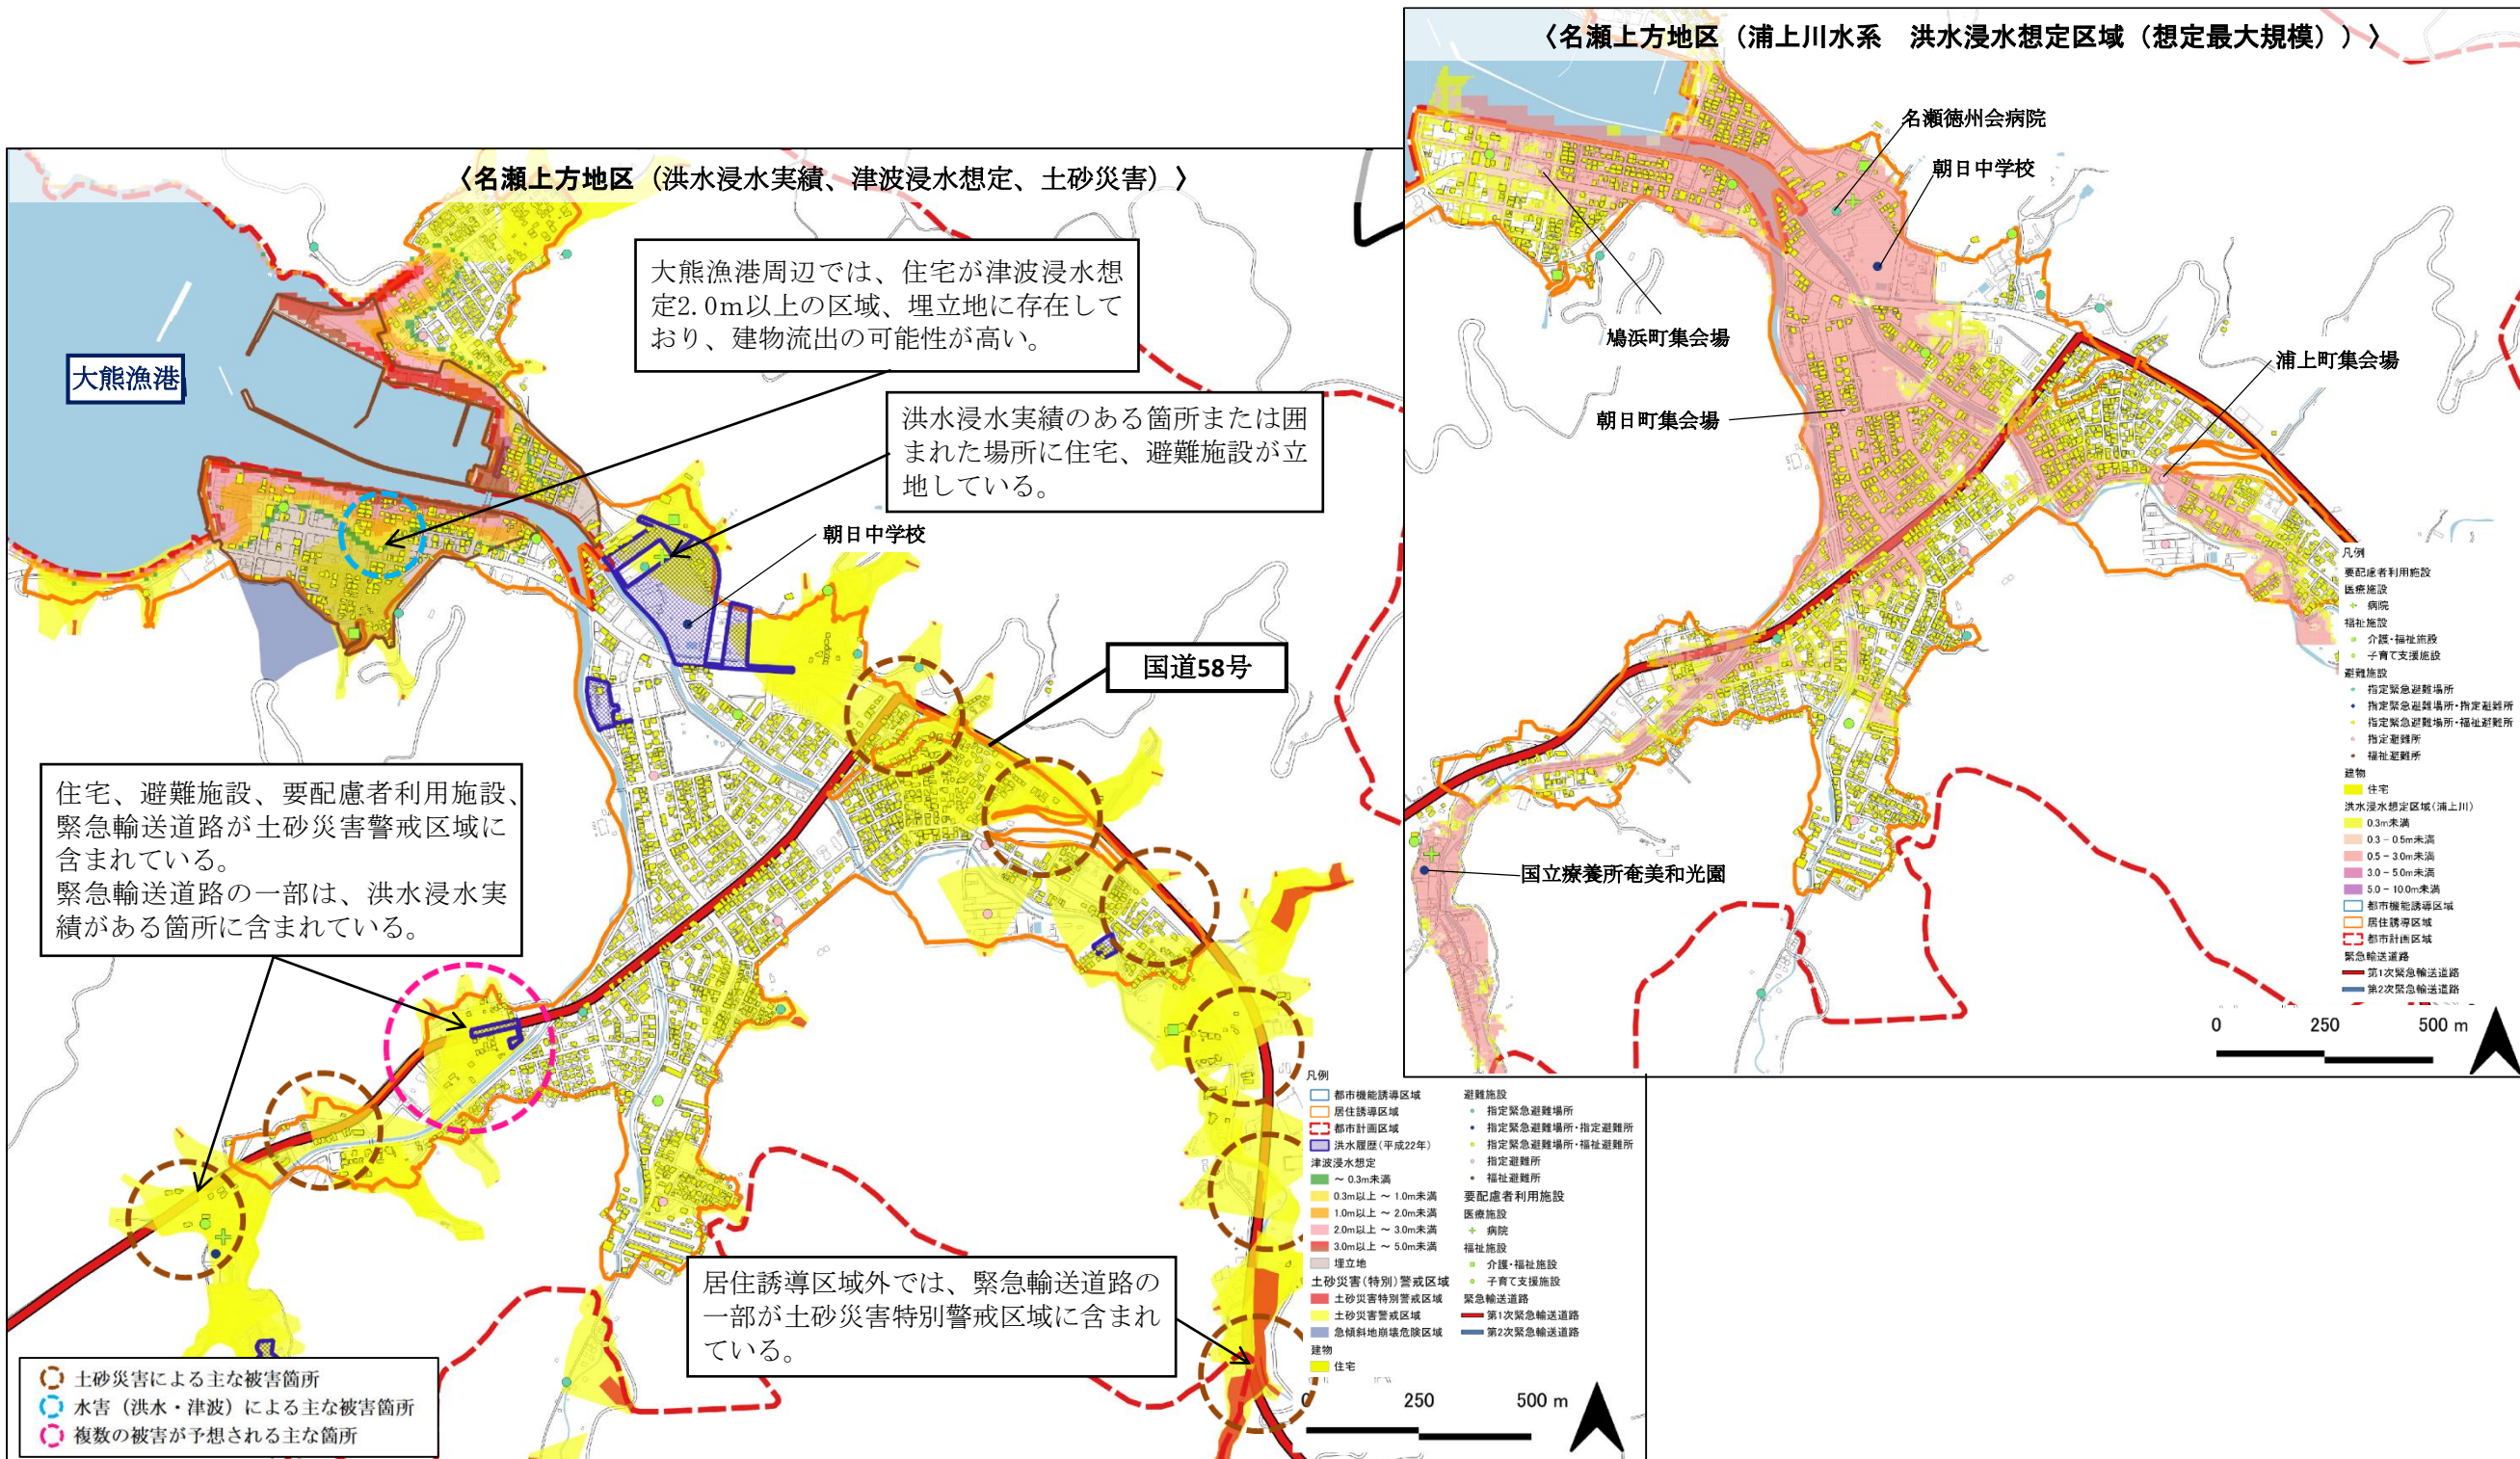 〈名瀬上方地区（洪水浸水実績、津波浸水想定、土砂災害）〉
大熊漁港周辺では、住宅が津波浸水想
定2.0m以上の区域、埋立地に存在して
おり、建物流出の可能性が高い。
大熊漁港
洪水浸水実績のある箇所または囲
まれた場所に住宅、避難施設が立
地している。
朝日中学校
国道58号
住宅、避難施設、要配慮者利用施設、
緊急輸送道路が土砂災害警戒区域に
含まれている。
緊急輸送道路の一部は、洪水浸水実
績がある箇所に含まれている。
居住誘導区域外では、緊急輸送道路の
一部が土砂災害特別警戒区域に含まれ
ている。
土砂災害による主な被害箇所
水害（洪水・津波）による主な被害箇所
複数の被害が予想される主な箇所
凡例
都市機能誘導区域
居住誘導区域
都市計画区域
洪水履歴(平成22年)
津波浸水想定
～ 0.3m未満
0.3m以上 ～ 1.0m未満
1.0m以上 ～ 2.0m未満
2.0m以上 ～ 3.0m未満
3.0m以上 ～ 5.0m未満
埋立地
土砂災害(特別)警戒区域
土砂災害特別警戒区域
土砂災害警戒区域
急傾斜地崩壊危険区域
建物
住宅
避難施設
指定緊急避難場所
指定緊急避難場所・指定避難所
指定緊急避難場所・福祉避難所
指定避難所
福祉避難所
要配慮者利用施設
医療施設
病院
福祉施設
介護・福祉施設
子育て支援施設
緊急輸送道路
第1次緊急輸送道路
第2次緊急輸送道路
0 250 500 m
〈名瀬上方地区（浦上川水系　洪水浸水想定区域（想定最大規模））〉
名瀬徳州会病院
朝日中学校
鳩浜町集会場
浦上町集会場
朝日町集会場
国立療養所奄美和光園
凡例
要配慮者利用施設
医療施設
病院
福祉施設
介護・福祉施設
子育て支援施設
避難施設
指定緊急避難場所
指定緊急避難場所・指定避難所
指定緊急避難場所・福祉避難所
指定避難所
福祉避難所
建物
住宅
洪水浸水想定区域(浦上川)
0.3m未満
0.3 - 0.5m未満
0.5 - 3.0m未満
3.0 - 5.0m未満
5.0 - 10.0m未満
都市機能誘導区域
居住誘導区域
都市計画区域
緊急輸送道路
第1次緊急輸送道路
第2次緊急輸送道路
0 250 500 m